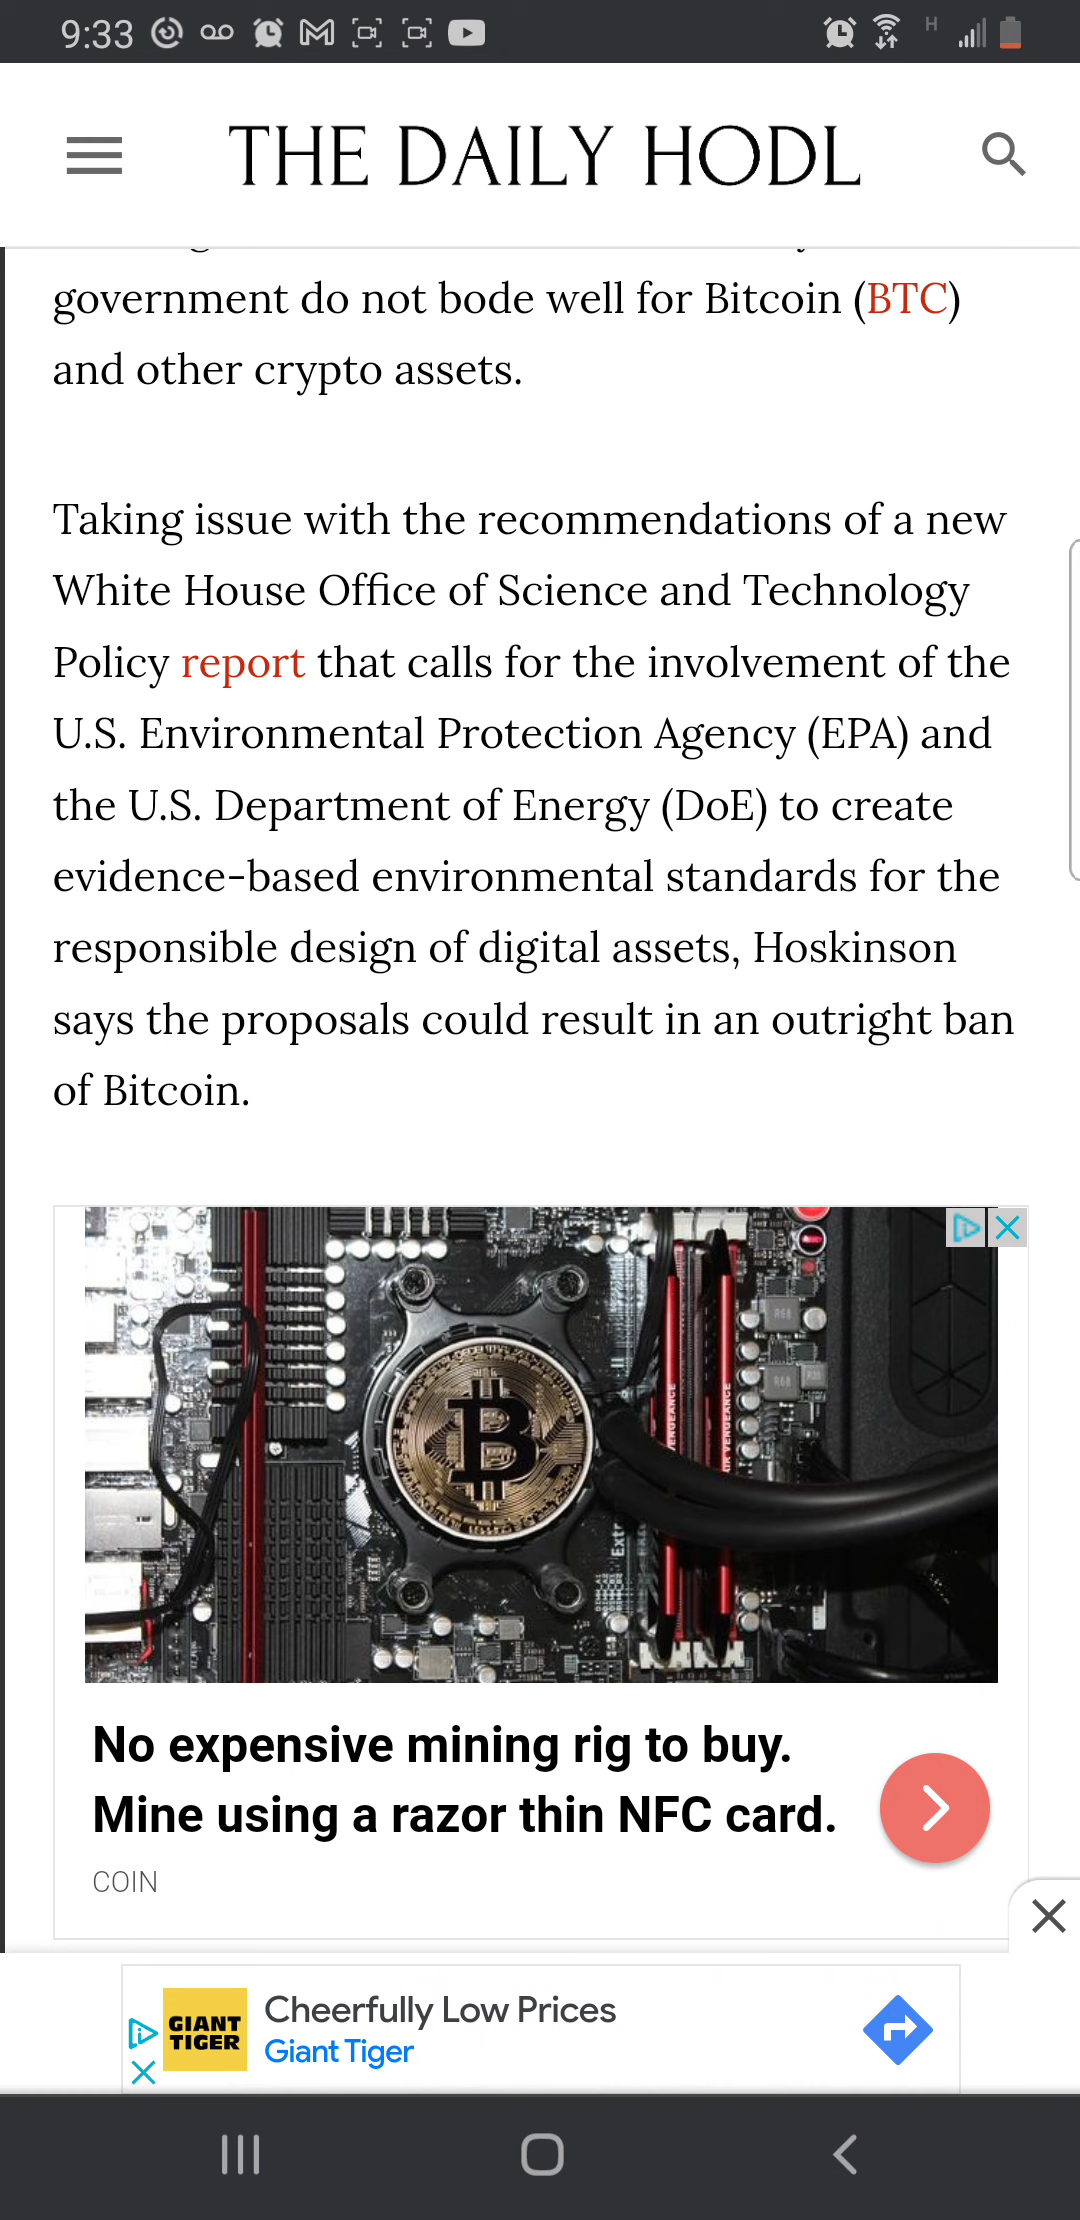 9:33
H
THE DAILY HODL
government do not bode well for Bitcoin (BTC)
and other crypto assets.
Taking issue with the recommendations of a new
White House Office of Science and Technology
Policy report that calls for the involvement of the
U.S. Environmental Protection Agency (EPA) and
the U.S. Department of Energy (DoE) to create
evidence-based environmental standards for the
responsible design of digital assets, Hoskinson
says the proposals could result in an outright ban
of Bitcoin.
R68
R68
VENGEANCE
VENGEANCE
No expensive mining rig to buy.
Mine using a razor thin NFC card.
COIN
GIANT
TIGER
Cheerfully Low Prices
Giant Tiger